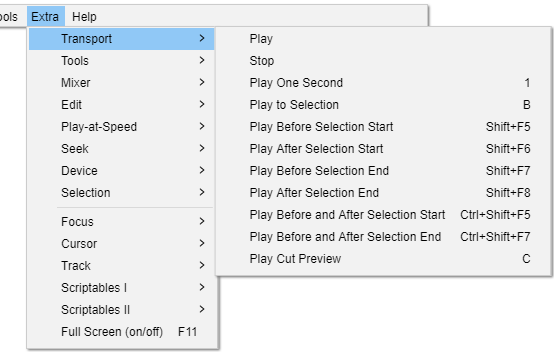 ols Extra Help
Transport >
Tools >
Mixer >
Edit >
Play-at-Speed >
Seek >
Device >
Selection >
Focus >
Cursor >
Track >
Scriptables I >
Scriptables II >
Full Screen (on/off) F11
Play
Stop
Play One Second 1
Play to Selection B
Play Before Selection Start Shift+F5
Play After Selection Start Shift+F6
Play Before Selection End Shift+F7
Play After Selection End Shift+F8
Play Before and After Selection Start Ctrl+Shift+F5
Play Before and After Selection End Ctrl+Shift+F7
Play Cut Preview C